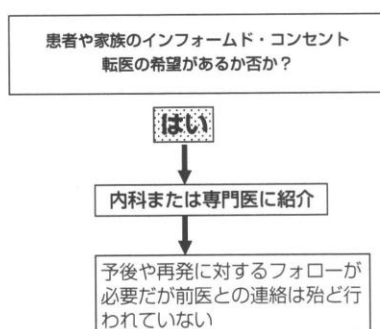 患者や家族のインフォームド・コンセント
転医の希望があるか否か？
はい
内科または専門医に紹介
予後や再発に対するフォローが
必要だが前医との連絡は殆ど行
われていない